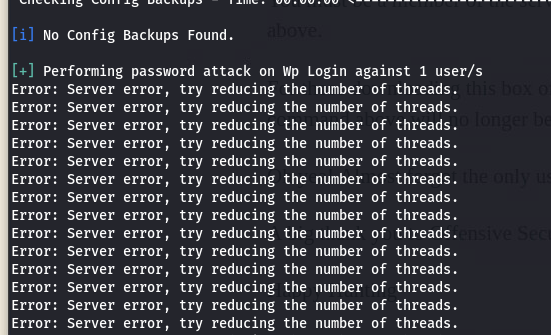 Checking Config Backups - Time: 00:00:00 <
[i] No Config Backups Found.
above.
[+] Performing password attack on Wp Login against 1 user/s
Error: Server error, try reducing the number of threads.
this box
Error: Server error, try reducing the number of threads.
Error: Server error, try reducing the number of threads.
no longer be
Error: Server error, try reducing the number of threads.
Error: Server error, try reducing the number of threads.
Error: Server error, try reducing the number of threads.
the only us
Error: Server error, try reducing the number of threads.
Error: Server error, try reducing the number of threads.
Error: Server error, try reducing the number of threads.
ensive Sec
Error: Server error, try reducing the number of threads.
Error: Server error, try reducing the number of threads.
Error: Server error, try reducing the number of threads.
Error: Server error, try reducing the number of threads.
Error: Server error, try reducing the number of threads.